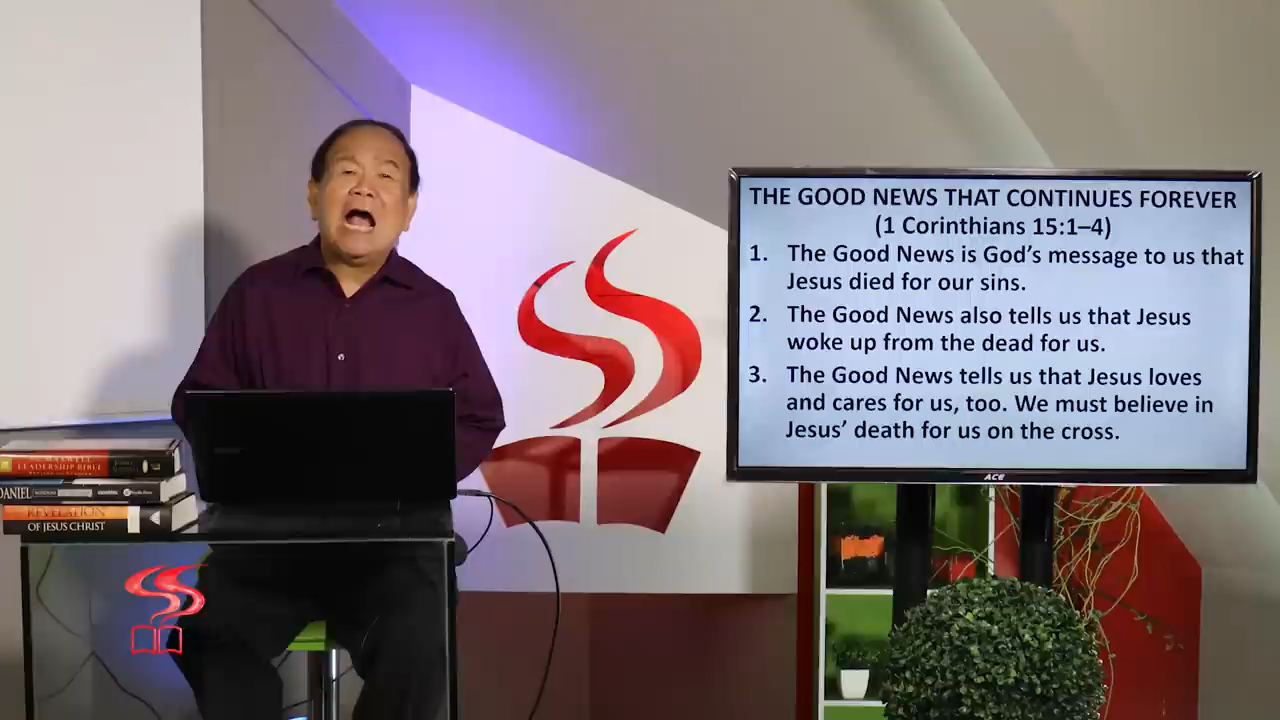 THE GOOD NEWS THAT CONTINUES FOREVER
(1 Corinthians 15:1–4)
1. The Good News is God’s message to us that
Jesus died for our sins.
2. The Good News also tells us that Jesus
woke up from the dead for us.
3. The Good News tells us that Jesus loves
and cares for us, too. We must believe in
Jesus’ death for us on the cross.
ACE
MAXWELL
LEADERSHIP BIBLE
DANIEL
REVELATION
OF JESUS CHRIST